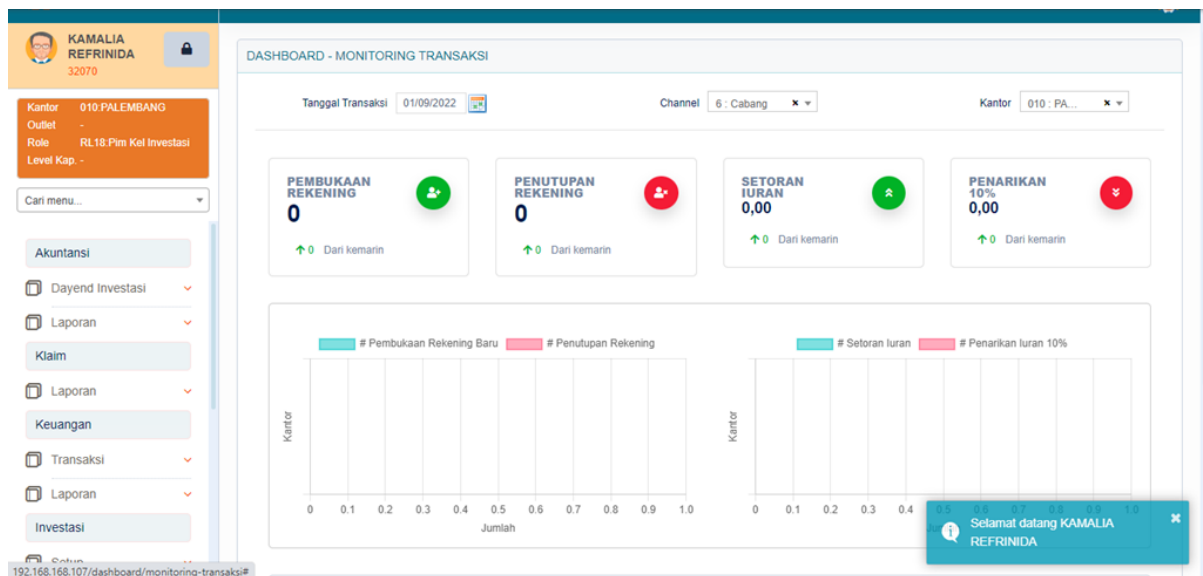 KAMALIA
REFRINIDA
32070
Kantor 010:PALEMBANG
Outlet -
Role RL18:Pim Kel Investasi
Level Kap. -
Cari menu...
Akuntansi
Dayend Investasi
Laporan
Klaim
Laporan
Keuangan
Transaksi
Laporan
Investasi
Setup
192.168.168.107/dashboard/monitoring-transaksi#
DASHBOARD - MONITORING TRANSAKSI
Tanggal Transaksi 01/09/2022 Channel 6 : Cabang × Kantor 010 : PA... ×
PEMBUKAAN
REKENING
0
0 Dari kemarin
PENUTUPAN
REKENING
0
0 Dari kemarin
SETORAN
IURAN
0,00
0 Dari kemarin
PENARIKAN
10%
0,00
0 Dari kemarin
# Pembukaan Rekening Baru # Penutupan Rekening
Kantor
0 0.1 0.2 0.3 0.4 0.5 0.6 0.7 0.8 0.9 1.0
Jumlah
# Setoran Iuran # Penarikan Iuran 10%
Kantor
0 0.1 0.2 0.3 0.4 0.5 0.6 0.7 0.8 0.9 1.0
Selamat datang KAMALIA
REFRINIDA